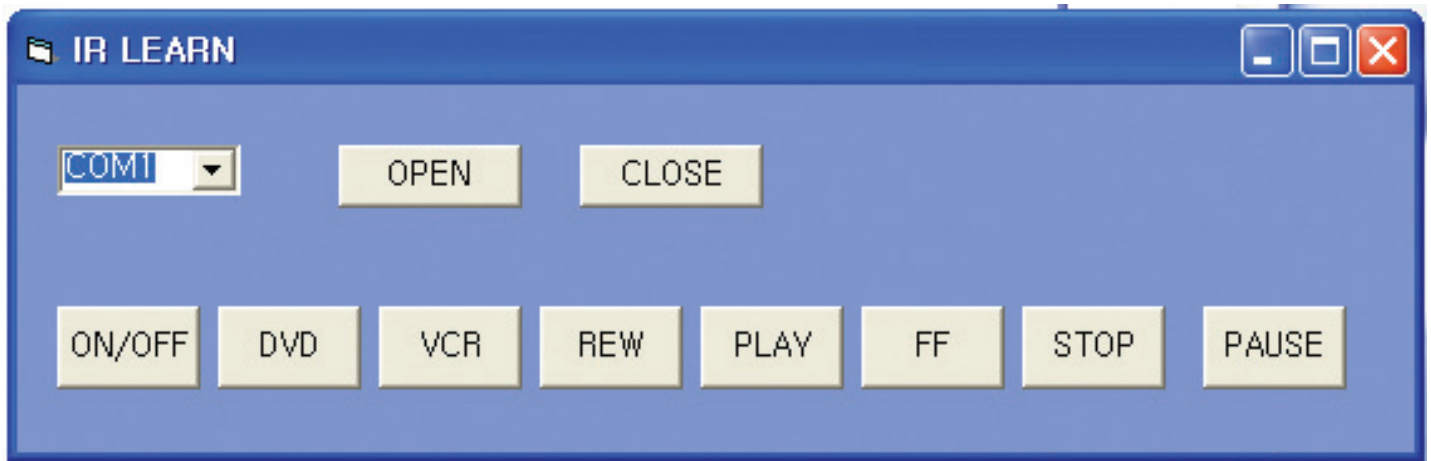 IR LEARN
COM1 OPEN CLOSE
ON/OFF DVD VCR REW PLAY FF STOP PAUSE